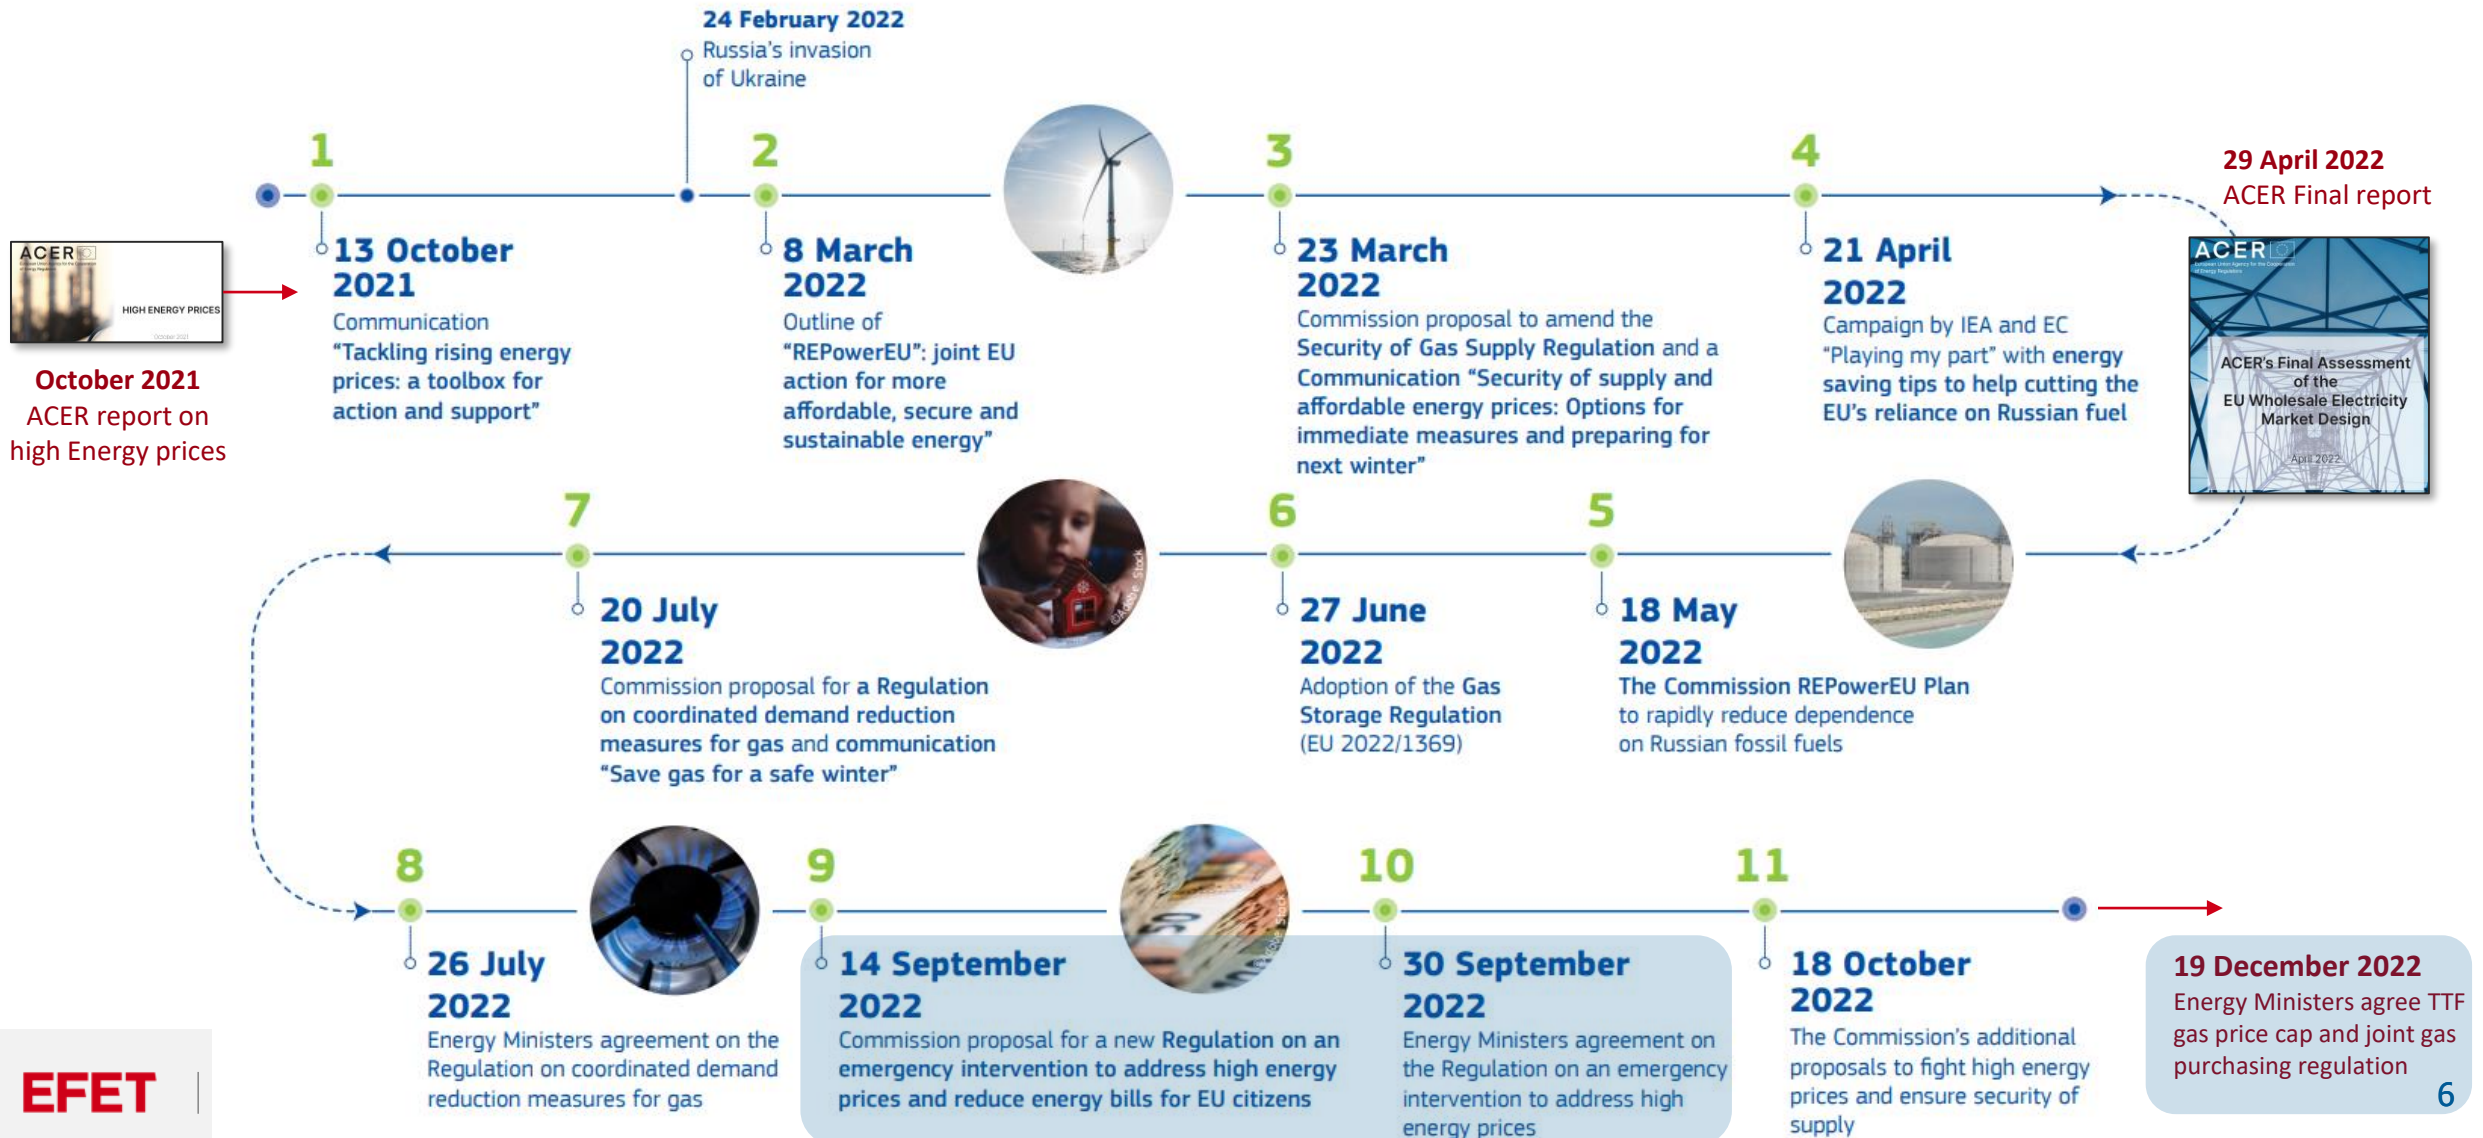 24 February 2022
Russia's invasion
of Ukraine
1
2
3
4
29 April 2022
ACER Final report
ACER
HIGH ENERGY PRICES
October 2021
October 2021
ACER report on
high Energy prices
13 October
2021
Communication
“Tackling rising energy
prices: a toolbox for
action and support”
8 March
2022
Outline of
“REPowerEU”: joint EU
action for more
affordable, secure and
sustainable energy”
23 March
2022
Commission proposal to amend the
Security of Gas Supply Regulation and a
Communication “Security of supply and
affordable energy prices: Options for
immediate measures and preparing for
next winter”
21 April
2022
Campaign by IEA and EC
“Playing my part” with energy
saving tips to help cutting the
EU's reliance on Russian fuel
ACER
European Union Agency for the Cooperation
of Energy Regulators
ACER's Final Assessment
of the
EU Wholesale Electricity
Market Design
April 2022
7
6
5
20 July
2022
Commission proposal for a Regulation
on coordinated demand reduction
measures for gas and communication
“Save gas for a safe winter”
©Adobe Stock
27 June
2022
Adoption of the Gas
Storage Regulation
(EU 2022/1369)
18 May
2022
The Commission REPowerEU Plan
to rapidly reduce dependence
on Russian fossil fuels
8
9
10
11
26 July
2022
Energy Ministers agreement on the
Regulation on coordinated demand
reduction measures for gas
14 September
2022
Commission proposal for a new Regulation on an
emergency intervention to address high energy
prices and reduce energy bills for EU citizens
30 September
2022
Energy Ministers agreement on
the Regulation on an emergency
intervention to address high
energy prices
18 October
2022
The Commission's additional
proposals to fight high energy
prices and ensure security of
supply
19 December 2022
Energy Ministers agree TTF
gas price cap and joint gas
purchasing regulation
EFET
6